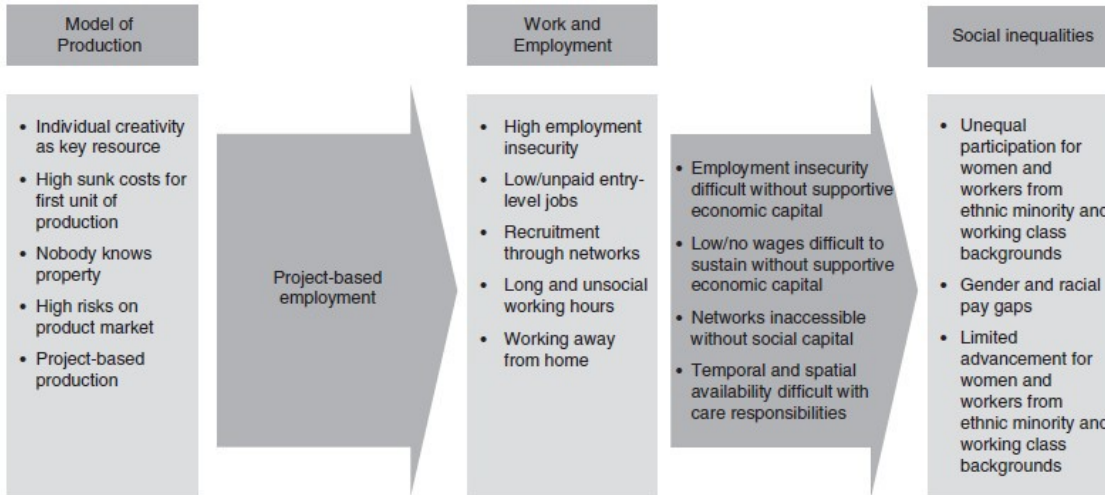 Model of
Production
Work and
Employment
Social inequalities
• Individual creativity
as key resource
• High sunk costs for
first unit of
production
• Nobody knows
property
• High risks on
product market
• Project-based
production
Project-based
employment
• High employment
insecurity
• Low/unpaid entry-
level jobs
• Recruitment
through networks
• Long and unsocial
working hours
• Working away
from home
• Employment insecurity
difficult without supportive
economic capital
• Low/no wages difficult to
sustain without supportive
economic capital
• Networks inaccessible
without social capital
• Temporal and spatial
availability difficult with
care responsibilities
• Unequal
participation for
women and
workers from
ethnic minority and
working class
backgrounds
• Gender and racial
pay gaps
• Limited
advancement for
women and
workers from
ethnic minority and
working class
backgrounds